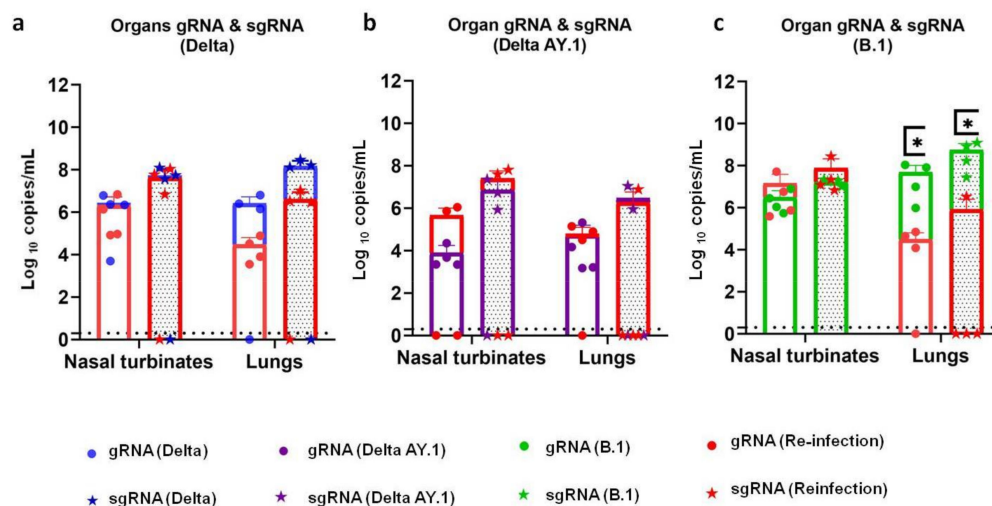 a
Organs gRNA & sgRNA
(Delta)
Log 10 copies/mL
12
10
8
6
4
2
0
Nasal turbinates
Lungs
b
Organ gRNA & sgRNA
(Delta AY.1)
Log 10 copies/mL
12
10
8
6
4
2
0
Nasal turbinates
Lungs
c
Organ gRNA & sgRNA
(B.1)
Log 10 copies/mL
12
10
8
6
4
2
0
*
*
Nasal turbinates
Lungs
gRNA (Delta)
gRNA (Delta AY.1)
gRNA (B.1)
gRNA (Re-infection)
sgRNA (Delta)
sgRNA (Delta AY.1)
sgRNA (B.1)
sgRNA (Reinfection)